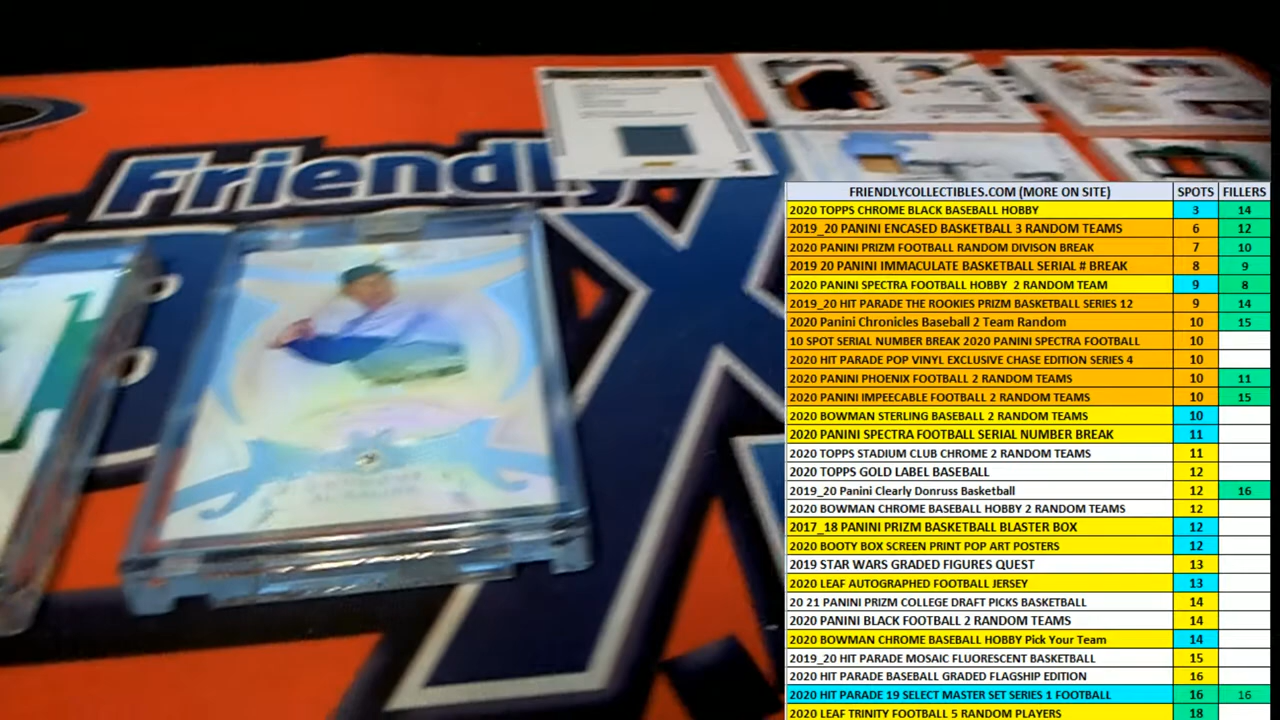 Friendly
FRIENDLYCOLLECTIBLES.COM (MORE ON SITE) SPOTS FILLERS
2020 TOPPS CHROME BLACK BASEBALL HOBBY 3 14
2019_20 PANINI ENCASED BASKETBALL 3 RANDOM TEAMS 6 12
2020 PANINI PRIZM FOOTBALL RANDOM DIVISON BREAK 7 10
2019 20 PANINI IMMACULATE BASKETBALL SERIAL # BREAK 8 9
2020 PANINI SPECTRA FOOTBALL HOBBY 2 RANDOM TEAM 9 8
2019_20 HIT PARADE THE ROOKIES PRIZM BASKETBALL SERIES 12 9 14
2020 Panini Chronicles Baseball 2 Team Random 10 15
10 SPOT SERIAL NUMBER BREAK 2020 PANINI SPECTRA FOOTBALL 10
2020 HIT PARADE POP VINYL EXCLUSIVE CHASE EDITION SERIES 4 10
2020 PANINI PHOENIX FOOTBALL 2 RANDOM TEAMS 10 11
2020 PANINI IMPEECABLE FOOTBALL 2 RANDOM TEAMS 10 15
2020 BOWMAN STERLING BASEBALL 2 RANDOM TEAMS 10
2020 PANINI SPECTRA FOOTBALL SERIAL NUMBER BREAK 11
2020 TOPPS STADIUM CLUB CHROME 2 RANDOM TEAMS 11
2020 TOPPS GOLD LABEL BASEBALL 12
2019_20 Panini Clearly Donruss Basketball 12 16
2020 BOWMAN CHROME BASEBALL HOBBY 2 RANDOM TEAMS 12
2017_18 PANINI PRIZM BASKETBALL BLASTER BOX 12
2020 BOOTY BOX SCREEN PRINT POP ART POSTERS 12
2019 STAR WARS GRADED FIGURES QUEST 13
2020 LEAF AUTOGRAPHED FOOTBALL JERSEY 13
20 21 PANINI PRIZM COLLEGE DRAFT PICKS BASKETBALL 14
2020 PANINI BLACK FOOTBALL 2 RANDOM TEAMS 14
2020 BOWMAN CHROME BASEBALL HOBBY Pick Your Team 14
2019_20 HIT PARADE MOSAIC FLUORESCENT BASKETBALL 15
2020 HIT PARADE BASEBALL GRADED FLAGSHIP EDITION 16
2020 HIT PARADE 19 SELECT MASTER SET SERIES 1 FOOTBALL 16 16
2020 LEAF TRINITY FOOTBALL 5 RANDOM PLAYERS 18